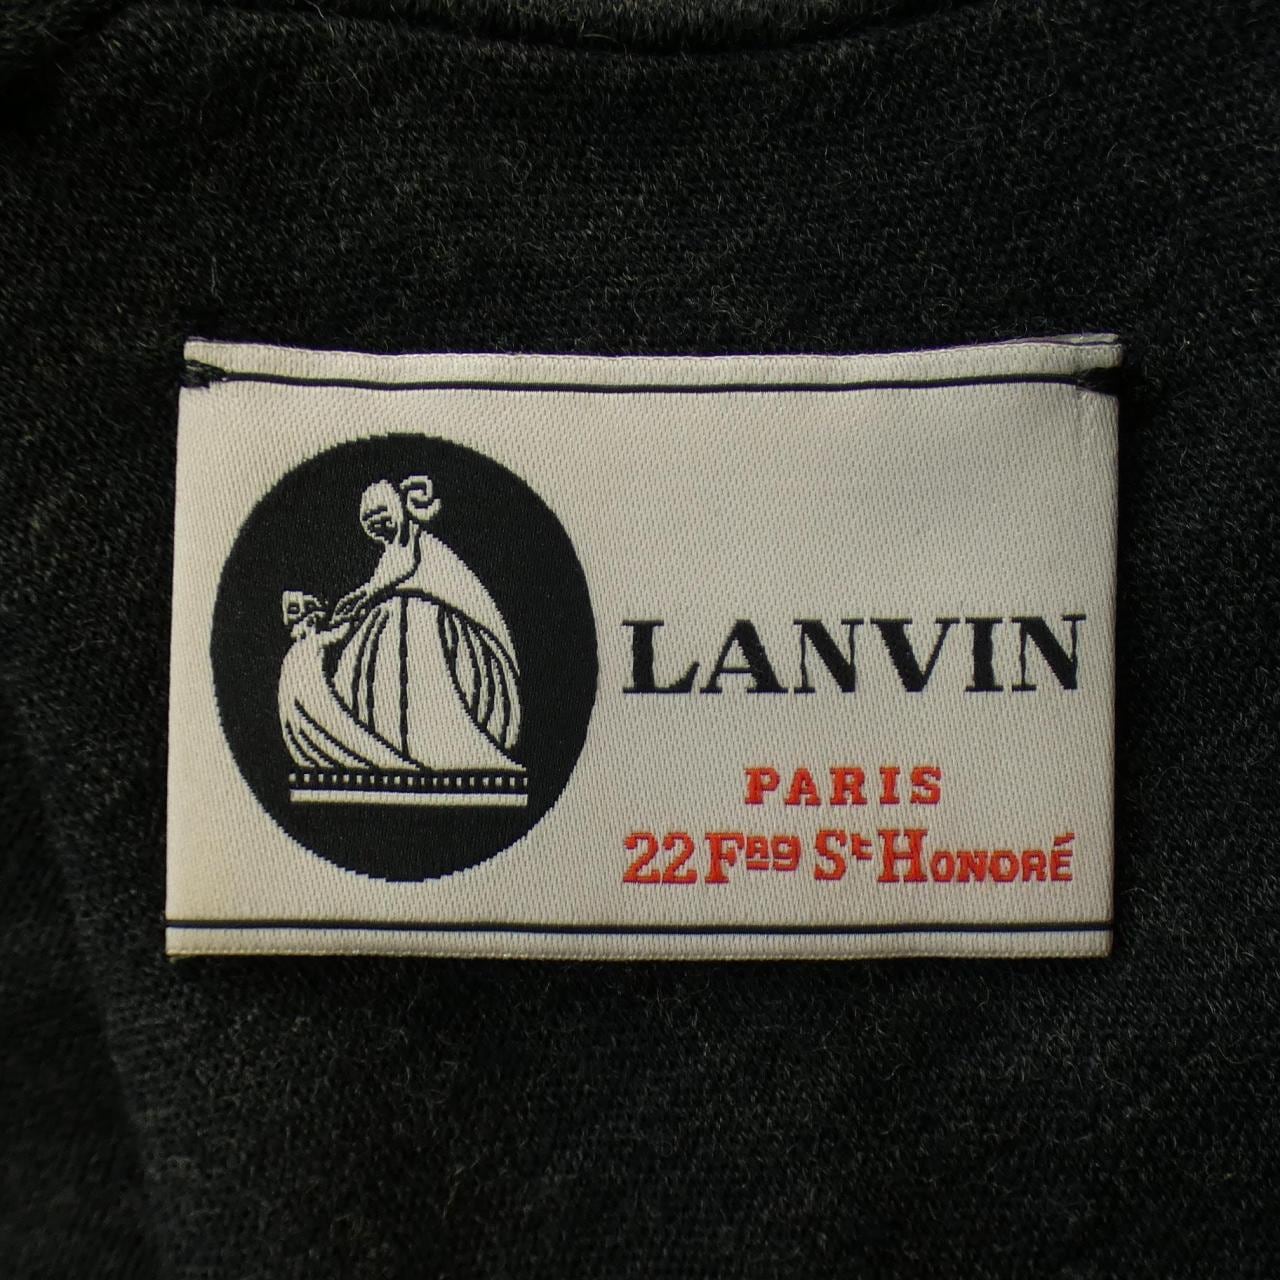 LANVIN
PARIS
22 FBG St HONORÉ